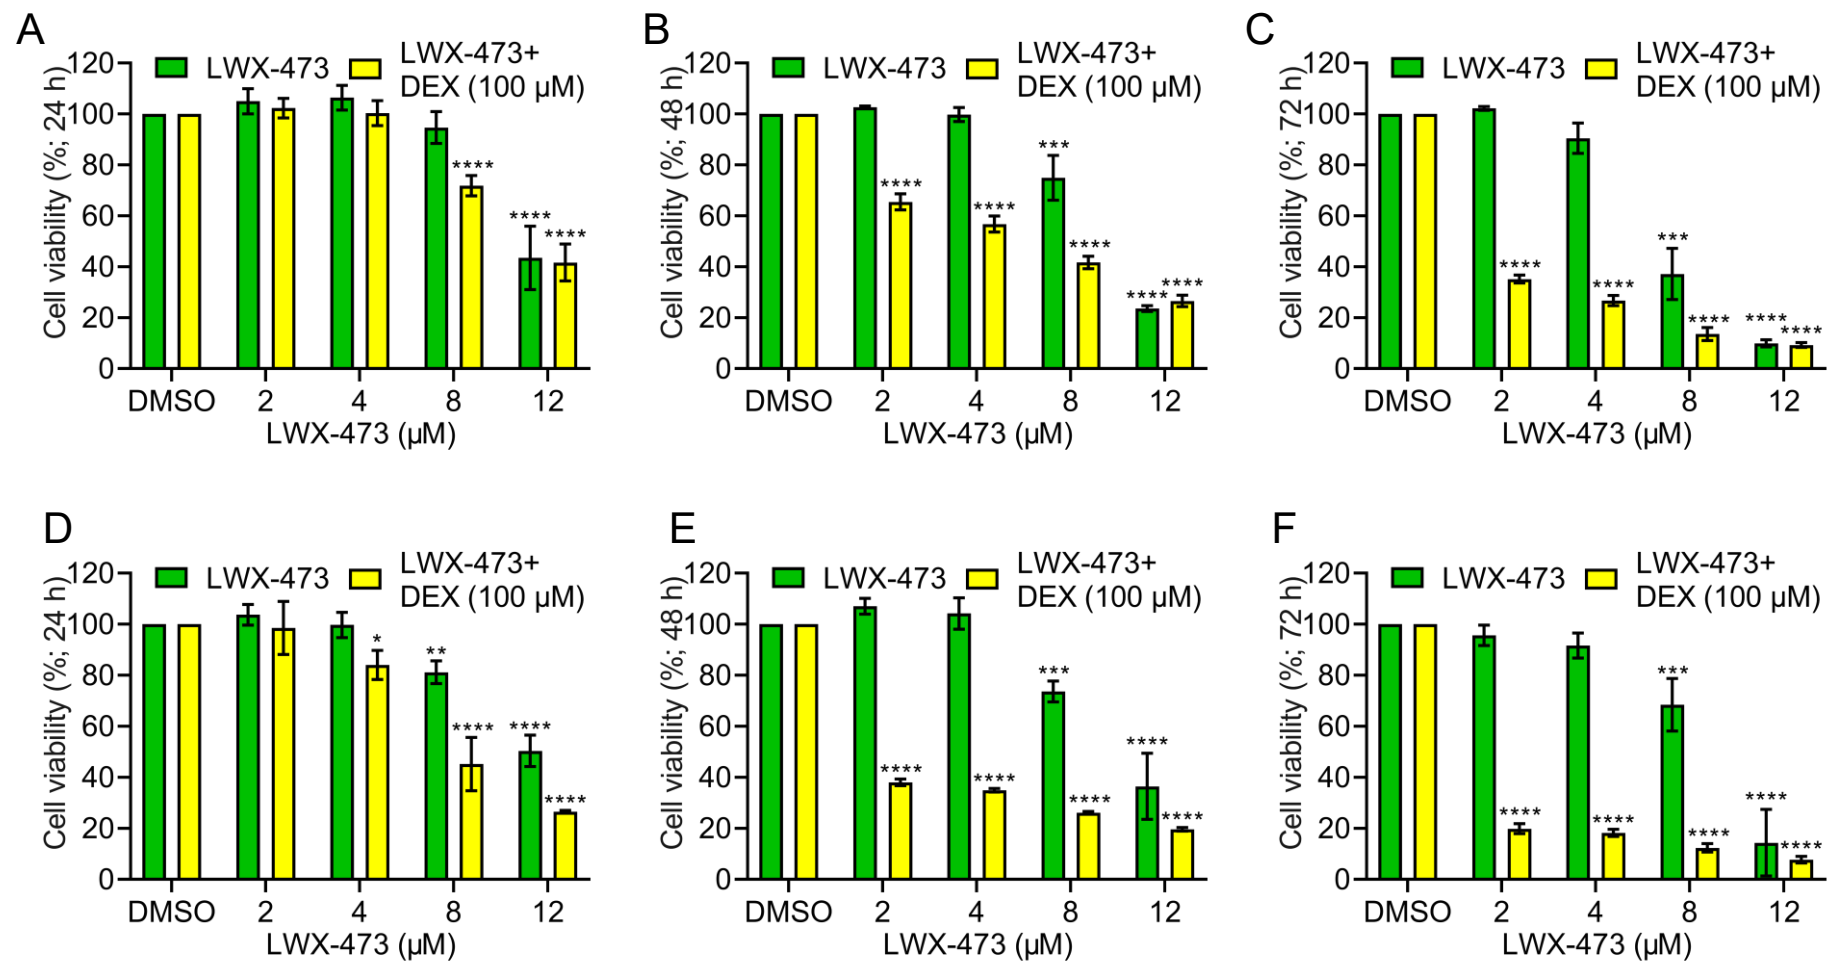 A
LWX-473
LWX-473+
DEX (100 µM)
Cell viability (%; 24 h)
120
100
80
60
40
20
0
****
****
****
DMSO 2 4 8 12
LWX-473 (µM)
B
LWX-473
LWX-473+
DEX (100 µM)
Cell viability (%; 48 h)
120
100
80
60
40
20
0
****
****
***
****
****
****
DMSO 2 4 8 12
LWX-473 (µM)
C
LWX-473
LWX-473+
DEX (100 µM)
Cell viability (%; 72 h)
120
100
80
60
40
20
0
****
****
***
****
****
****
DMSO 2 4 8 12
LWX-473 (µM)
D
LWX-473
LWX-473+
DEX (100 µM)
Cell viability (%; 24 h)
120
100
80
60
40
20
0
*
**
****
****
****
DMSO 2 4 8 12
LWX-473 (µM)
E
LWX-473
LWX-473+
DEX (100 µM)
Cell viability (%; 48 h)
120
100
80
60
40
20
0
****
****
***
****
****
****
DMSO 2 4 8 12
LWX-473 (µM)
F
LWX-473
LWX-473+
DEX (100 µM)
Cell viability (%; 72 h)
120
100
80
60
40
20
0
****
****
***
****
****
****
DMSO 2 4 8 12
LWX-473 (µM)